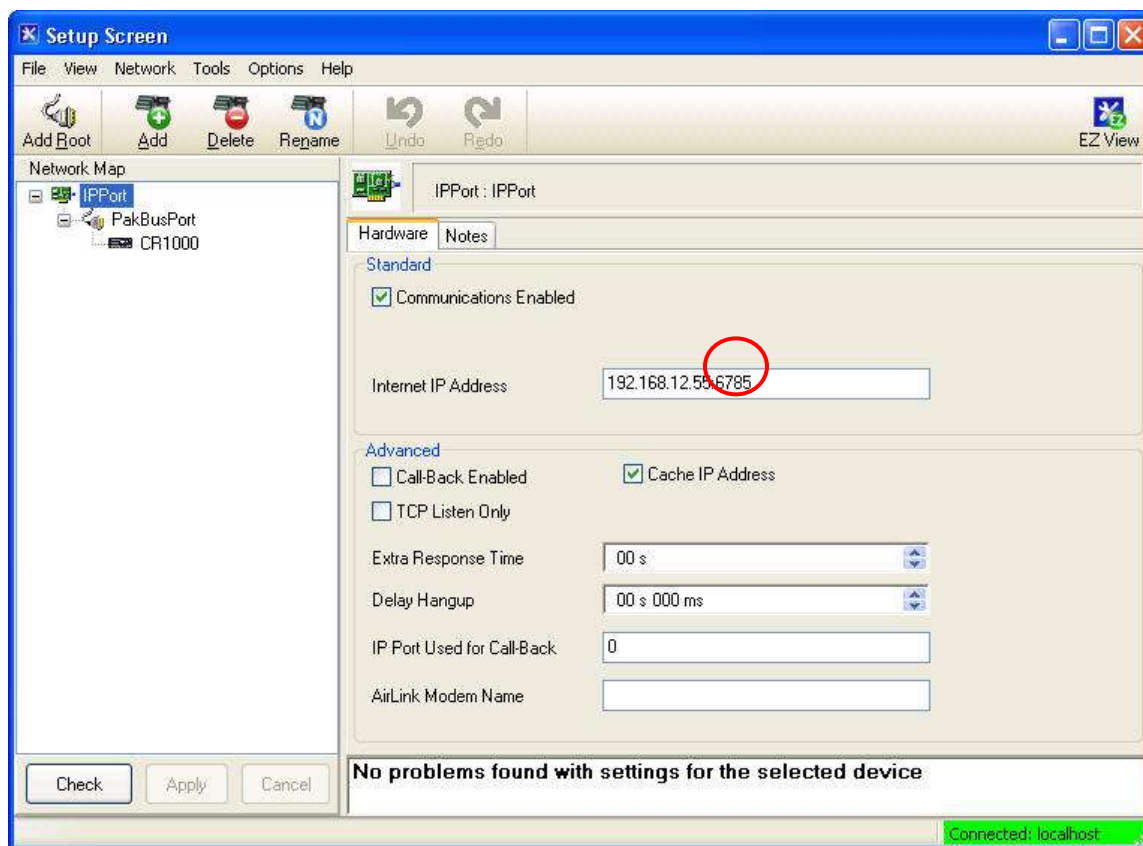 Setup Screen
File View Network Tools Options Help
Add Root Add Delete Rename Undo Redo EZ View
Network Map
IPPort
PakBusPort
CR1000
IPPort : IPPort
Hardware Notes
Standard
Communications Enabled
Internet IP Address 192.168.12.55:6785
Advanced
Call-Back Enabled Cache IP Address
TCP Listen Only
Extra Response Time 00 s
Delay Hangup 00 s 000 ms
IP Port Used for Call-Back 0
AirLink Modem Name
Check Apply Cancel
No problems found with settings for the selected device
Connected: localhost